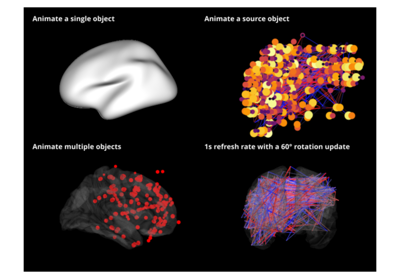 Animate a single object
Animate a source object
Animate multiple objects
1s refresh rate with a 60° rotation update